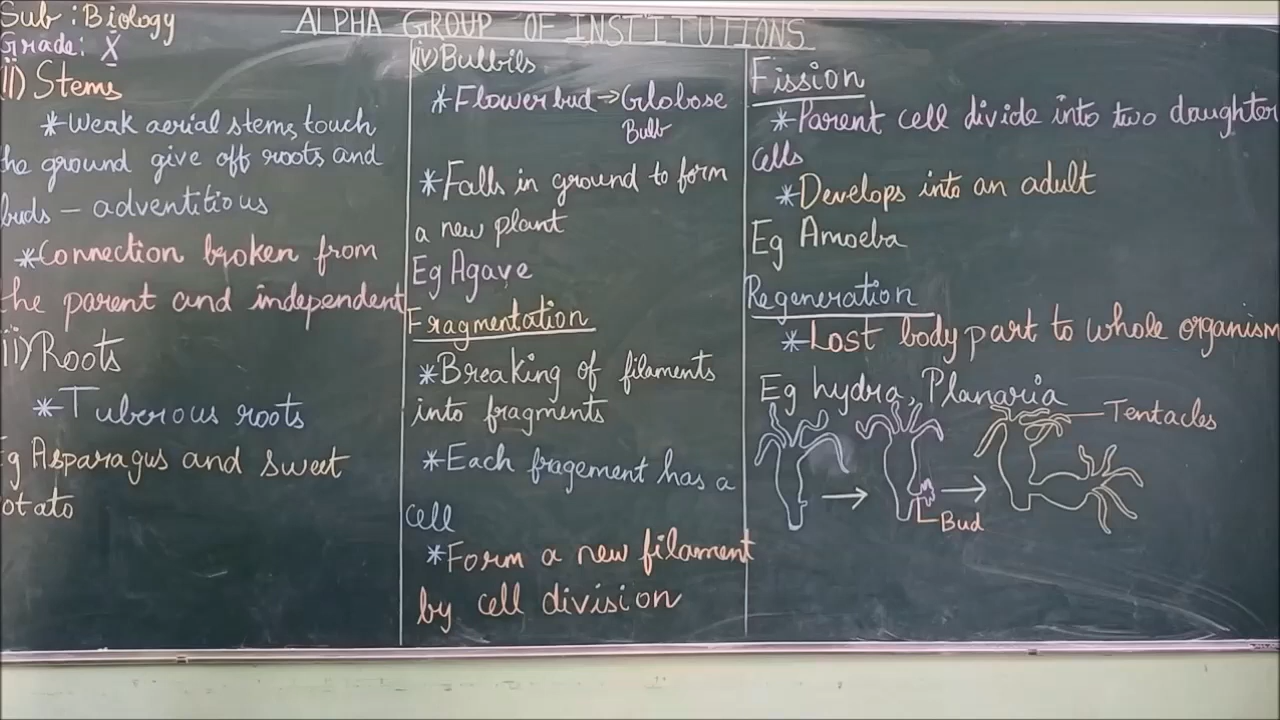 ALPHA GROUP OF INSTITUTIONS
Sub : Biology
Grade: X
ii) Stems
*Weak aerial stems touch
he ground give off roots and
buds - adventitious
*Connection broken from
he parent and independent
ii) Roots
*Tuberous roots
Eg Asparagus and sweet
otato
iv) Bulbils
*Flower bud → Globose
Bulb
*Falls in ground to form
a new plant
Eg Agave
Fragmentation
*Breaking of filaments
into fragments
*Each fragement has a
cell
*Form a new filament
by cell division
Fission
*Parent cell divide into two daughter
cells
*Develops into an adult
Eg Amoeba
Regeneration
*Lost body part to whole organism
Eg hydra, Planaria
Tentacles
Bud